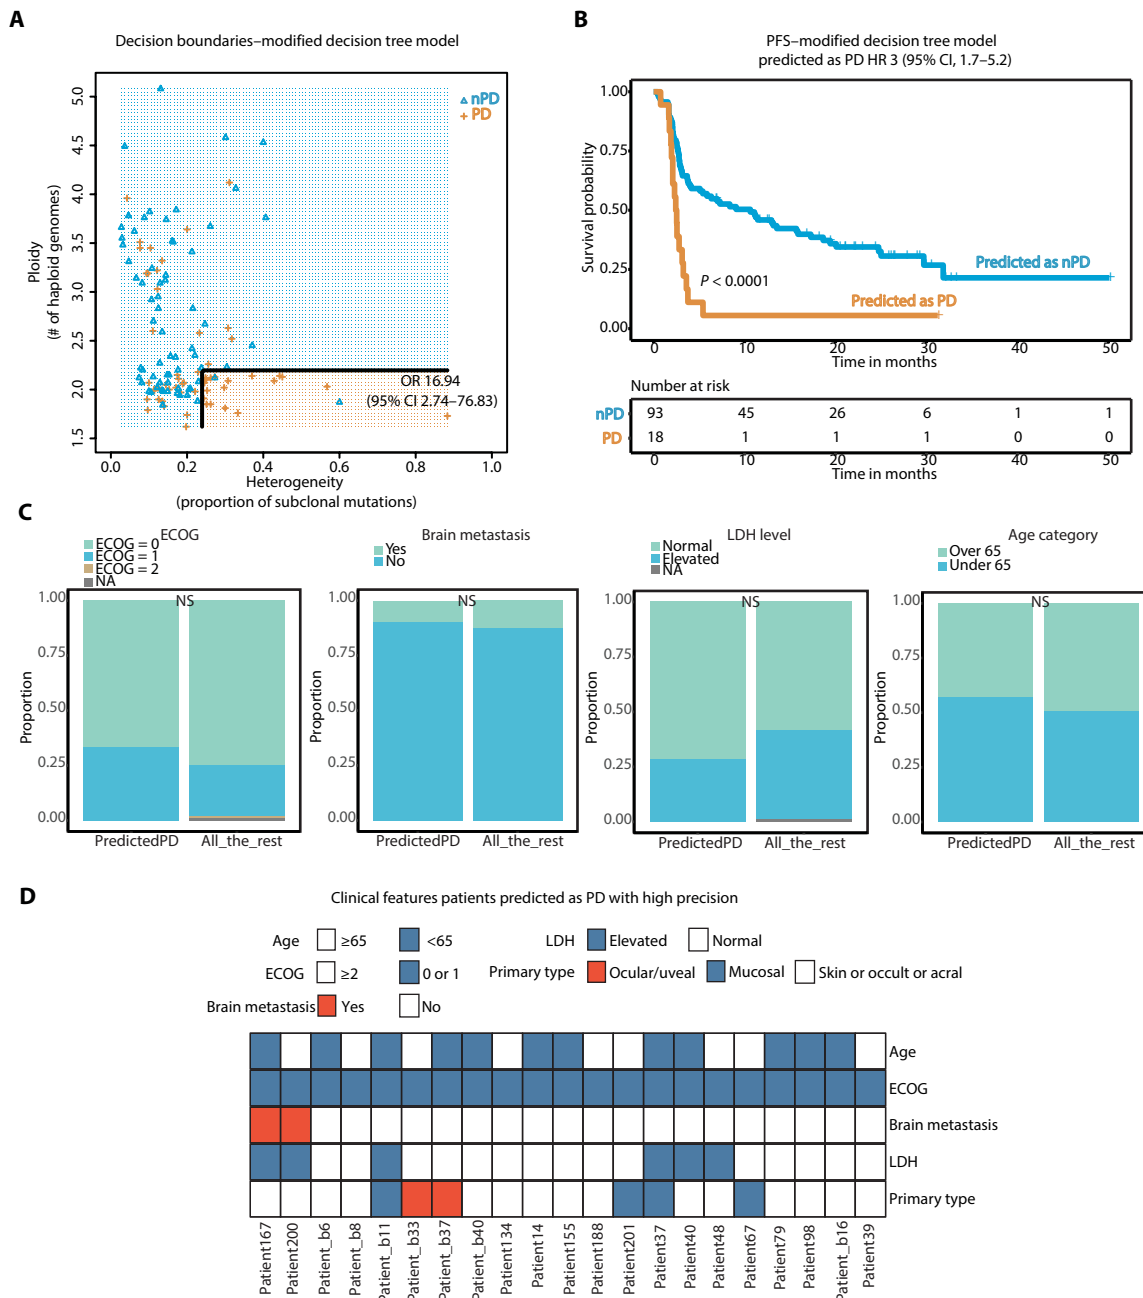 A
Decision boundaries–modified decision tree model
nPD
PD
5.0
4.5
4.0
3.5
3.0
2.5
2.0
1.5
Ploidy
(# of haploid genomes)
OR 16.94
(95% CI 2.74–76.83)
0.0 0.2 0.4 0.6 0.8 1.0
Heterogeneity
(proportion of subclonal mutations)
B
PFS–modified decision tree model
predicted as PD HR 3 (95% CI, 1.7–5.2)
1.00
0.75
0.50
0.25
0.00
Survival probability
P < 0.0001
Predicted as nPD
Predicted as PD
0 10 20 30 40 50
Time in months
Number at risk
nPD 93 45 26 6 1 1
PD 18 1 1 1 0 0
0 10 20 30 40 50
Time in months
C
ECOG
ECOG = 0
ECOG = 1
ECOG = 2
NA
NS
1.00
0.75
0.50
0.25
0.00
Proportion
PredictedPD All_the_rest
Brain metastasis
Yes
No
NS
1.00
0.75
0.50
0.25
0.00
Proportion
PredictedPD All_the_rest
LDH level
Normal
Elevated
NA
NS
1.00
0.75
0.50
0.25
0.00
Proportion
PredictedPD All_the_rest
Age category
Over 65
Under 65
NS
1.00
0.75
0.50
0.25
0.00
Proportion
PredictedPD All_the_rest
D
Clinical features patients predicted as PD with high precision
Age ≥65 <65 LDH Elevated Normal
ECOG ≥2 0 or 1 Primary type Ocular/uveal Mucosal Skin or occult or acral
Brain metastasis Yes No
Age
ECOG
Brain metastasis
LDH
Primary type
Patient167
Patient200
Patient_b6
Patient_b8
Patient_b11
Patient_b33
Patient_b37
Patient_b40
Patient134
Patient14
Patient155
Patient188
Patient201
Patient37
Patient40
Patient48
Patient67
Patient79
Patient98
Patient_b16
Patient39